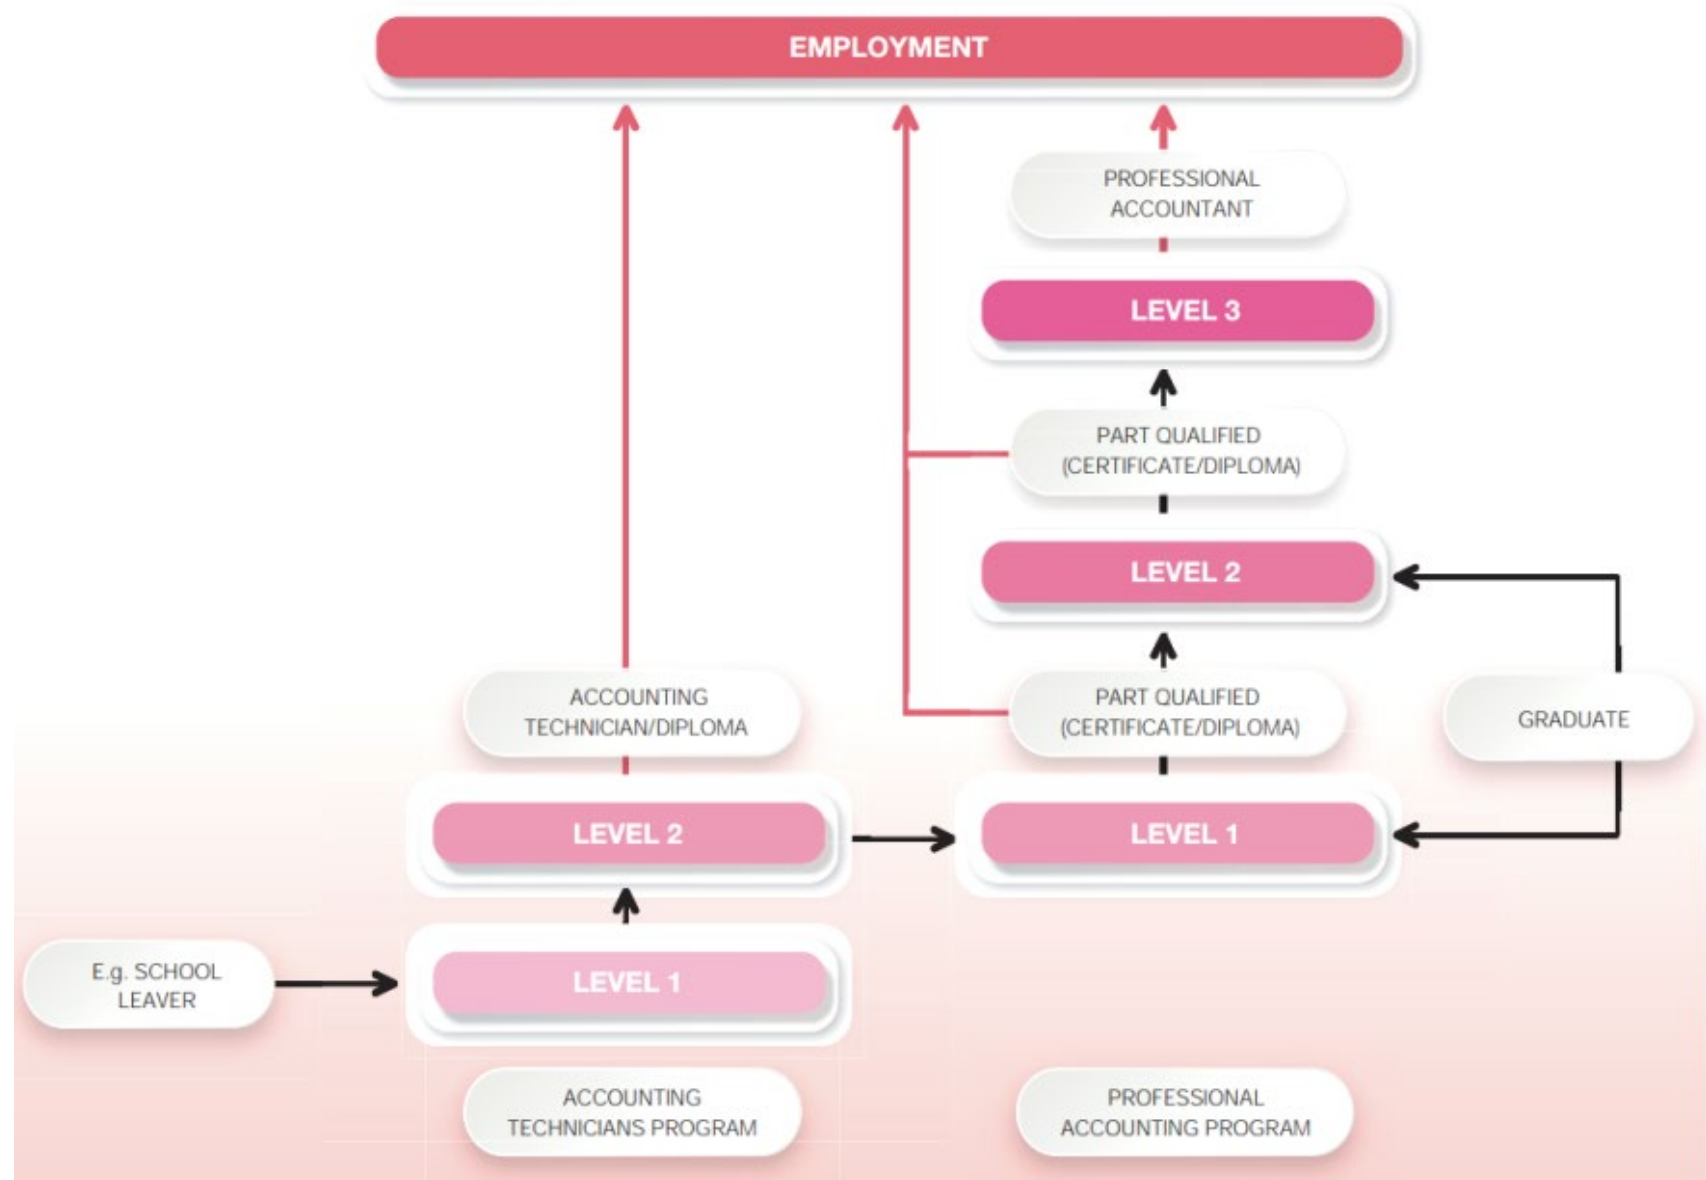 EMPLOYMENT
PROFESSIONAL
ACCOUNTANT
LEVEL 3
PART QUALIFIED
(CERTIFICATE/DIPLOMA)
LEVEL 2
ACCOUNTING
TECHNICIAN/DIPLOMA
PART QUALIFIED
(CERTIFICATE/DIPLOMA)
GRADUATE
LEVEL 2
LEVEL 1
E.g. SCHOOL
LEAVER
LEVEL 1
ACCOUNTING
TECHNICIANS PROGRAM
PROFESSIONAL
ACCOUNTING PROGRAM